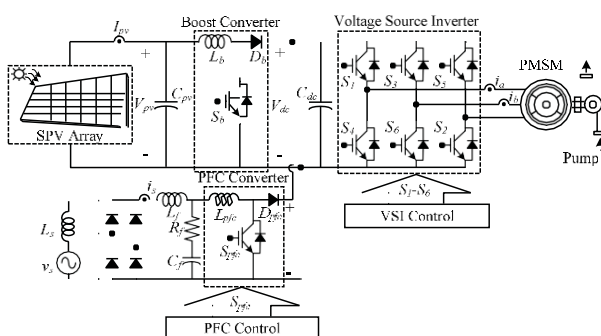 Boost Converter
Voltage Source Inverter
I_pv
L_b
D_b
PMSM
+
+
C_pv
V_pv
S_b
V_dc
C_dc
S_1
S_3
S_5
i_a
i_b
SPV Array
S_4
S_6
S_2
-
-
Pump
PFC Converter
i_s
L_f
L_pfc
D_pfc
+
S_1-S_6
VSI Control
L_s
R_f
S_pfc
v_s
C_f
-
S_pfc
PFC Control